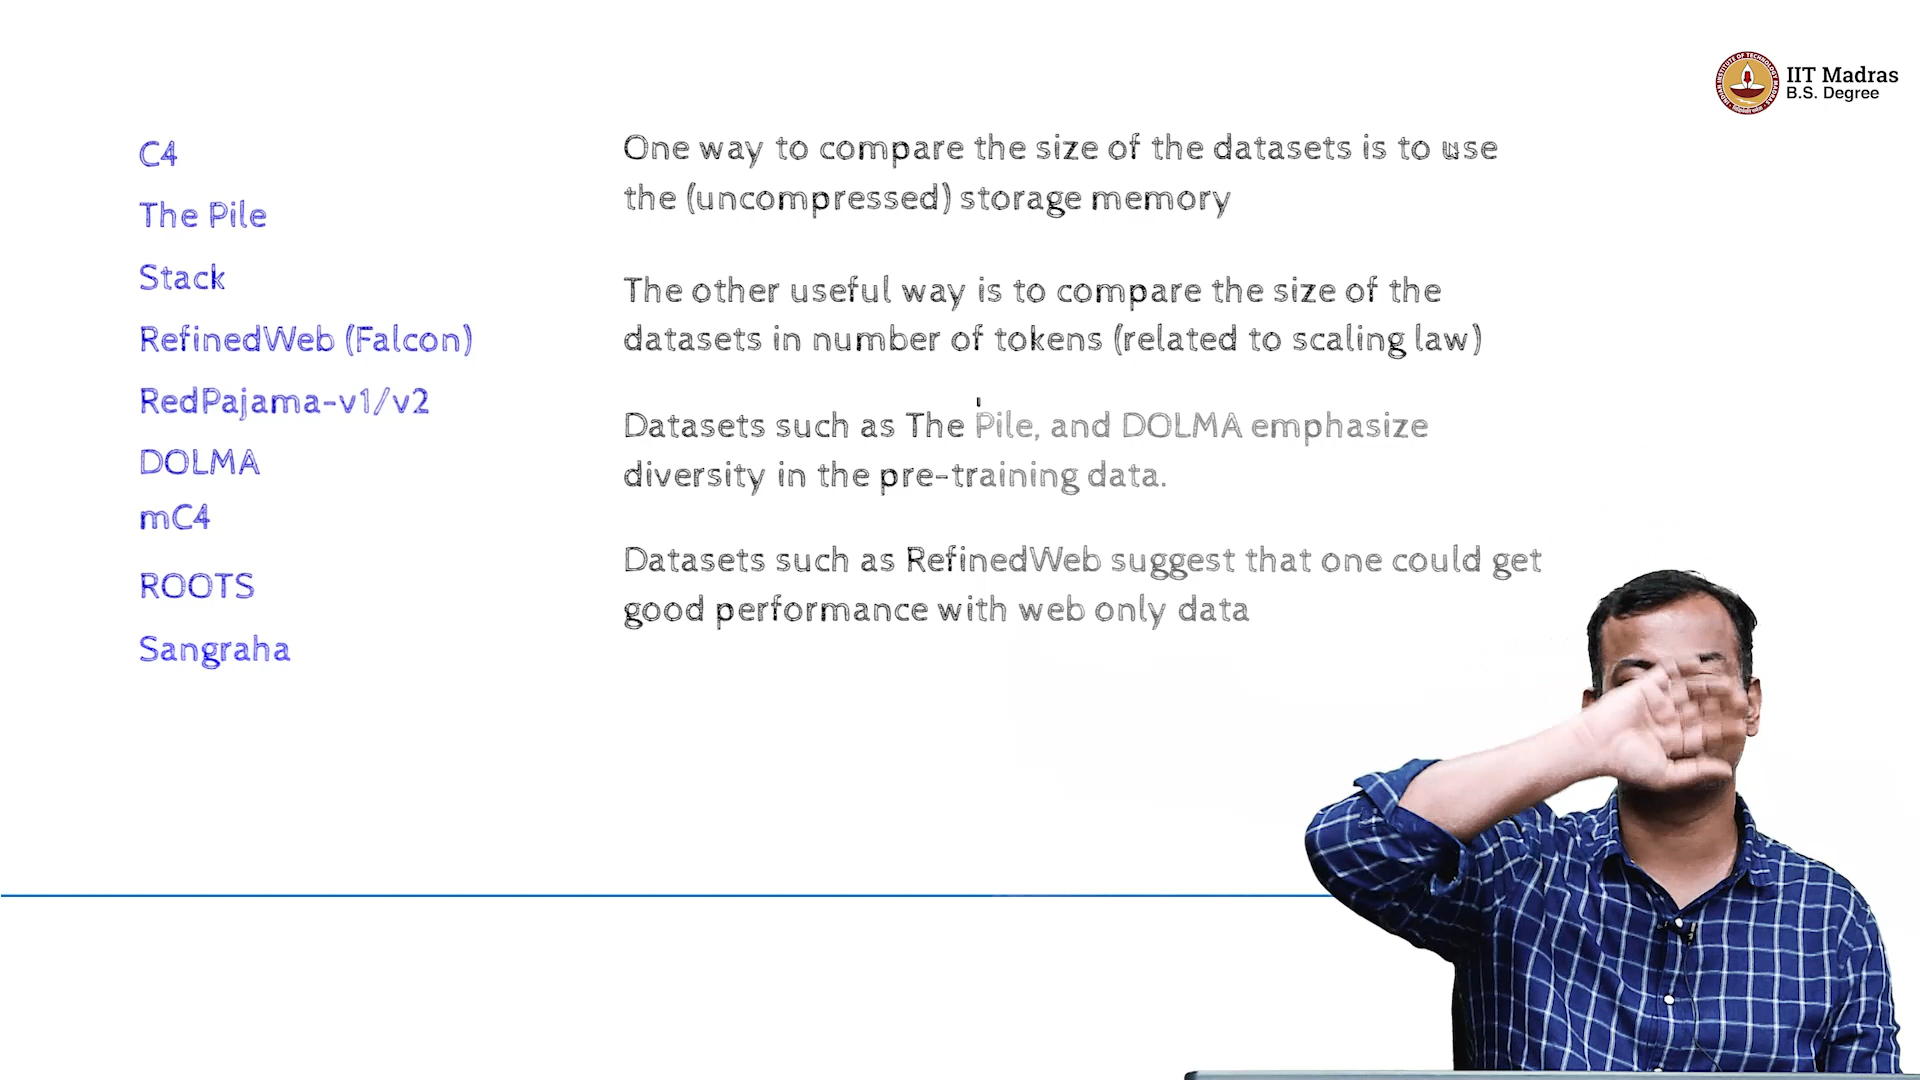 IIT Madras
B.S. Degree
C4
The Pile
Stack
RefinedWeb (Falcon)
RedPajama-v1/v2
DOLMA
mC4
ROOTS
Sangraha
One way to compare the size of the datasets is to use
the (uncompressed) storage memory
The other useful way is to compare the size of the
datasets in number of tokens (related to scaling law)
Datasets such as The Pile, and DOLMA emphasize
diversity in the pre-training data.
Datasets such as RefinedWeb suggest that one could get
good performance with web only data